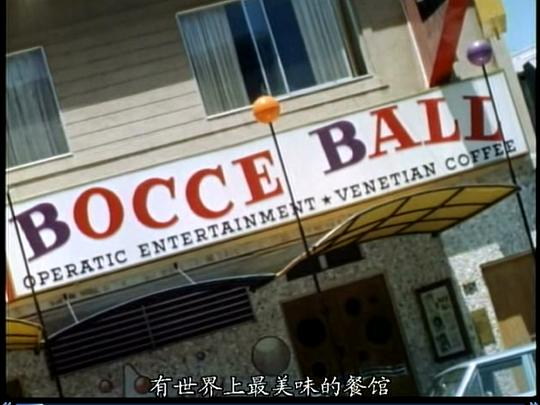 BOCCE BALL
OPERATIC ENTERTAINMENT ★ VENETIAN COFFEE
有世界上最美味的餐馆